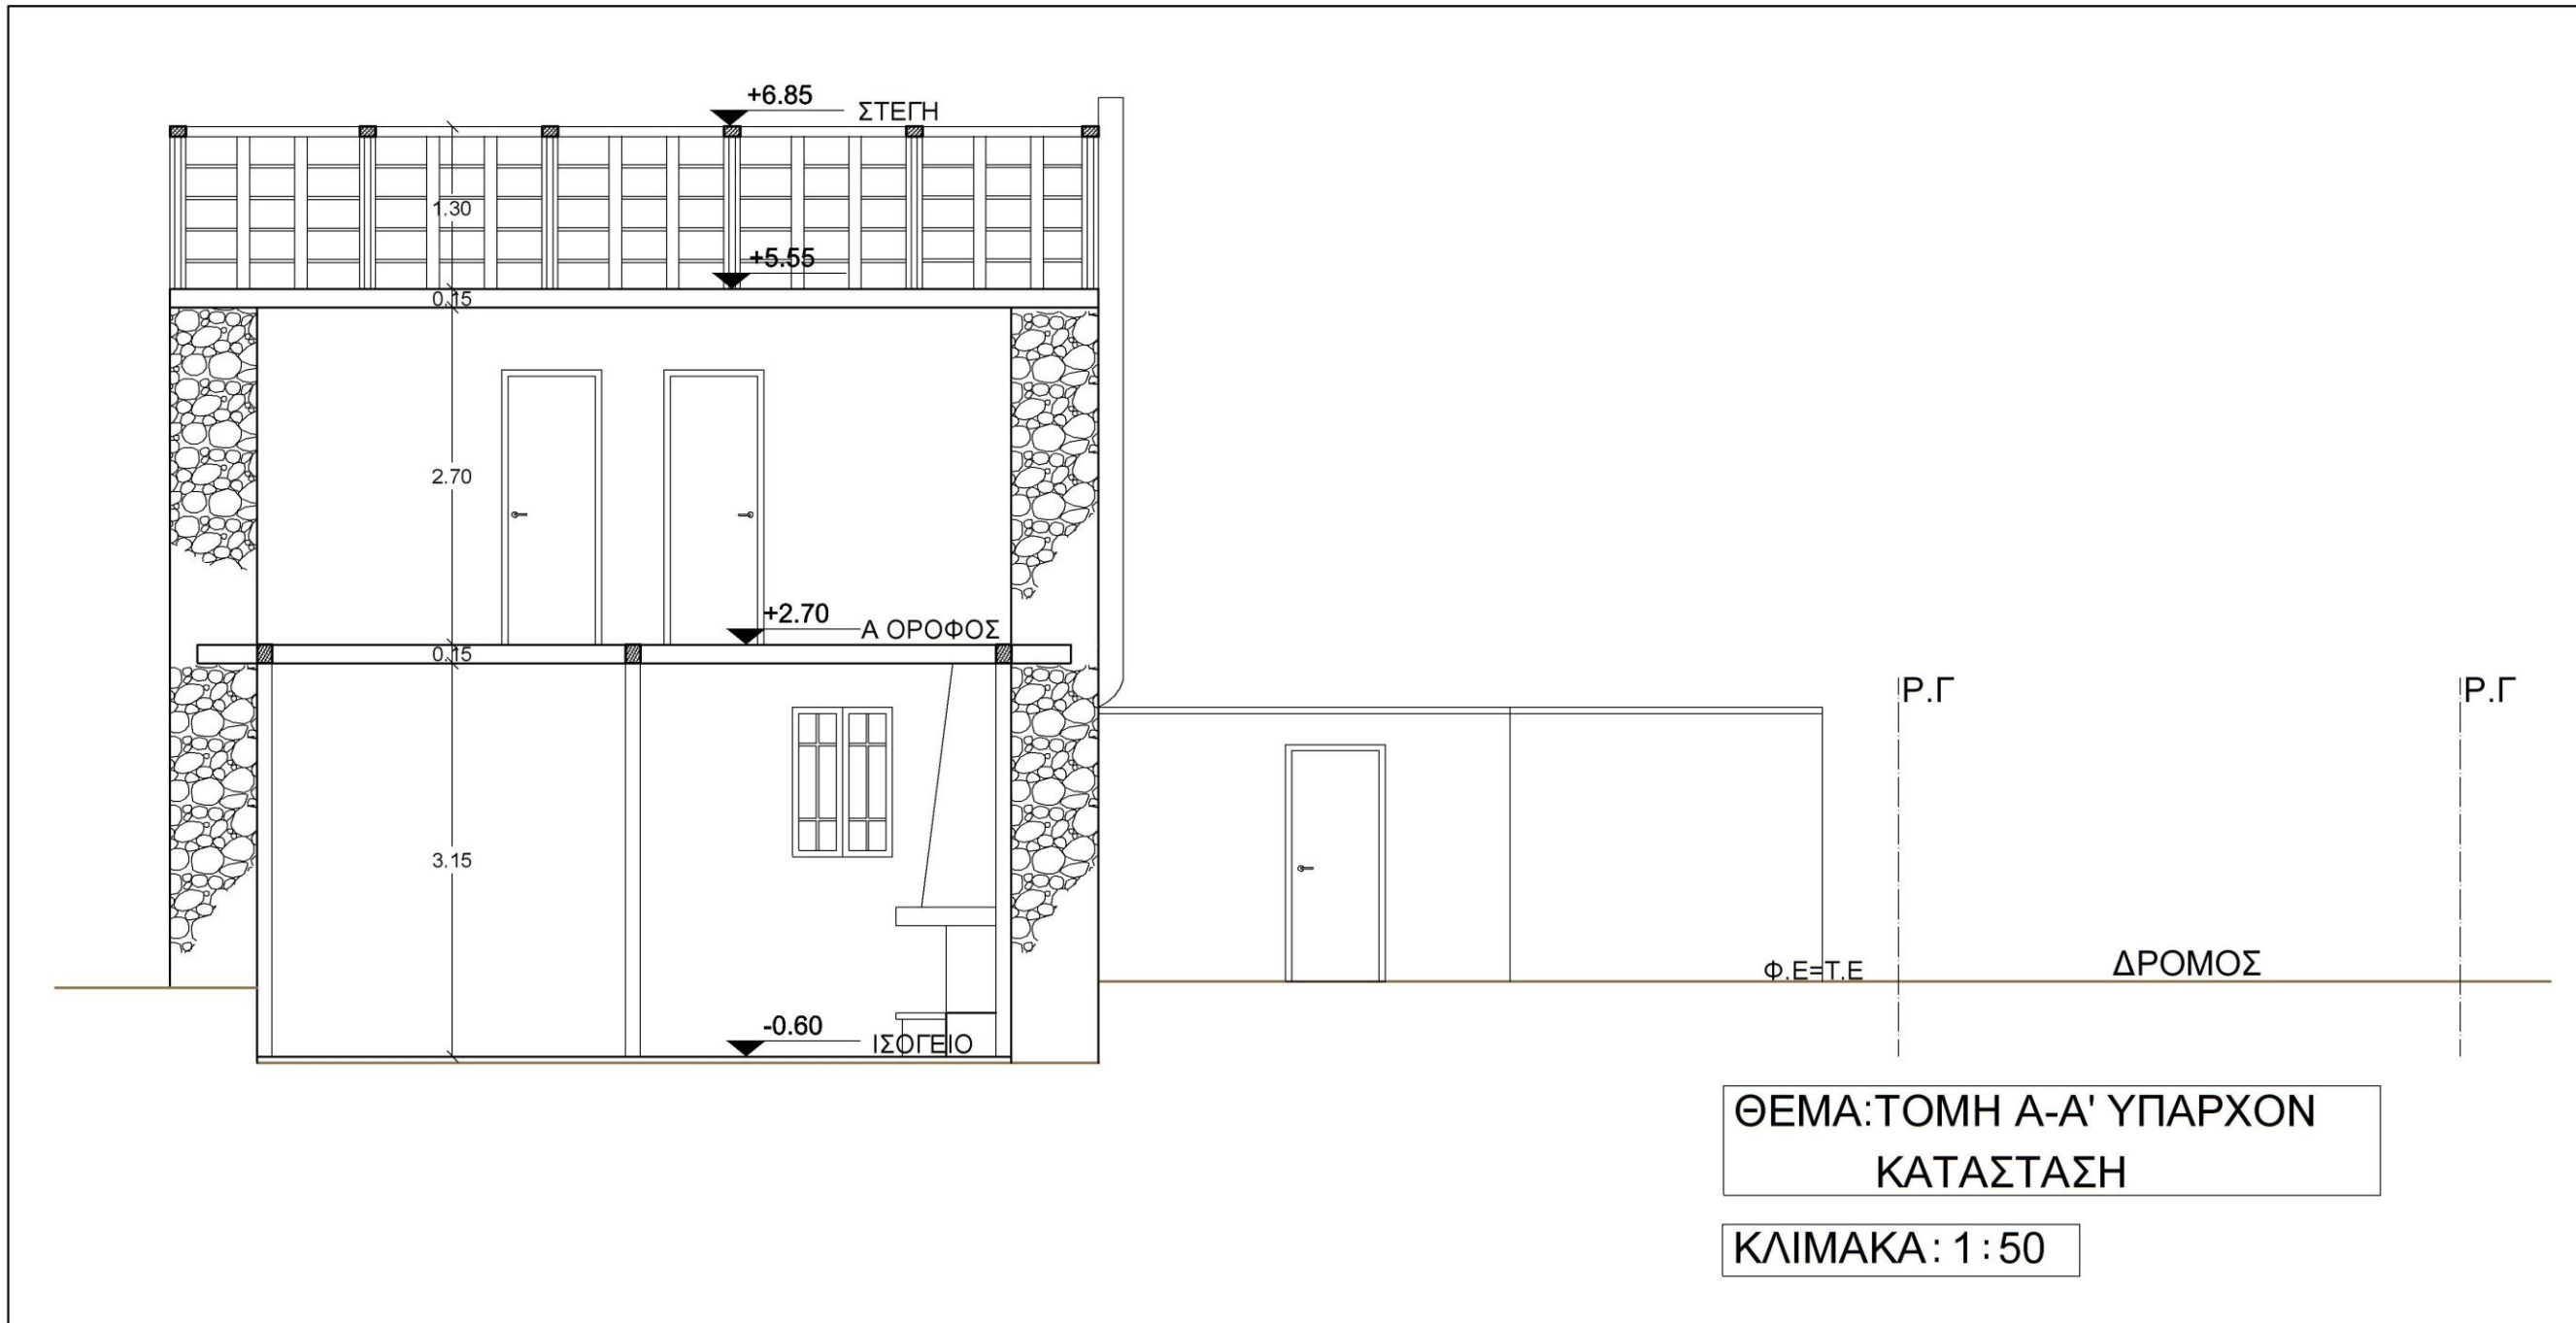 +6.85
ΣΤΕΓΗ
1.30
+5.55
0.15
2.70
+2.70
Α ΟΡΟΦΟΣ
0.15
Ρ.Γ
Ρ.Γ
3.15
Φ.Ε=Τ.Ε
ΔΡΟΜΟΣ
-0.60
ΙΣΟΓΕΙΟ
ΘΕΜΑ:ΤΟΜΗ Α-Α' ΥΠΑΡΧΟΝ
ΚΑΤΑΣΤΑΣΗ
ΚΛΙΜΑΚΑ: 1:50